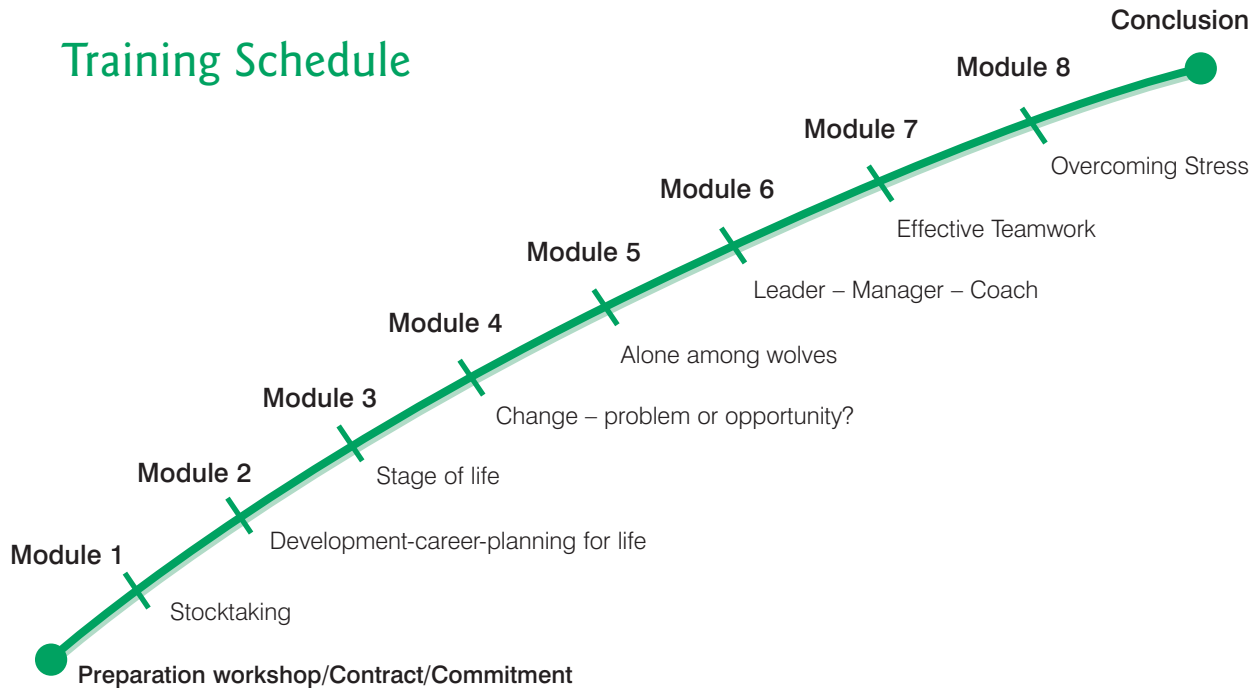 Training Schedule
Conclusion
Module 8
Overcoming Stress
Module 7
Effective Teamwork
Module 6
Leader – Manager – Coach
Module 5
Alone among wolves
Module 4
Change – problem or opportunity?
Module 3
Stage of life
Module 2
Development-career-planning for life
Module 1
Stocktaking
Preparation workshop/Contract/Commitment